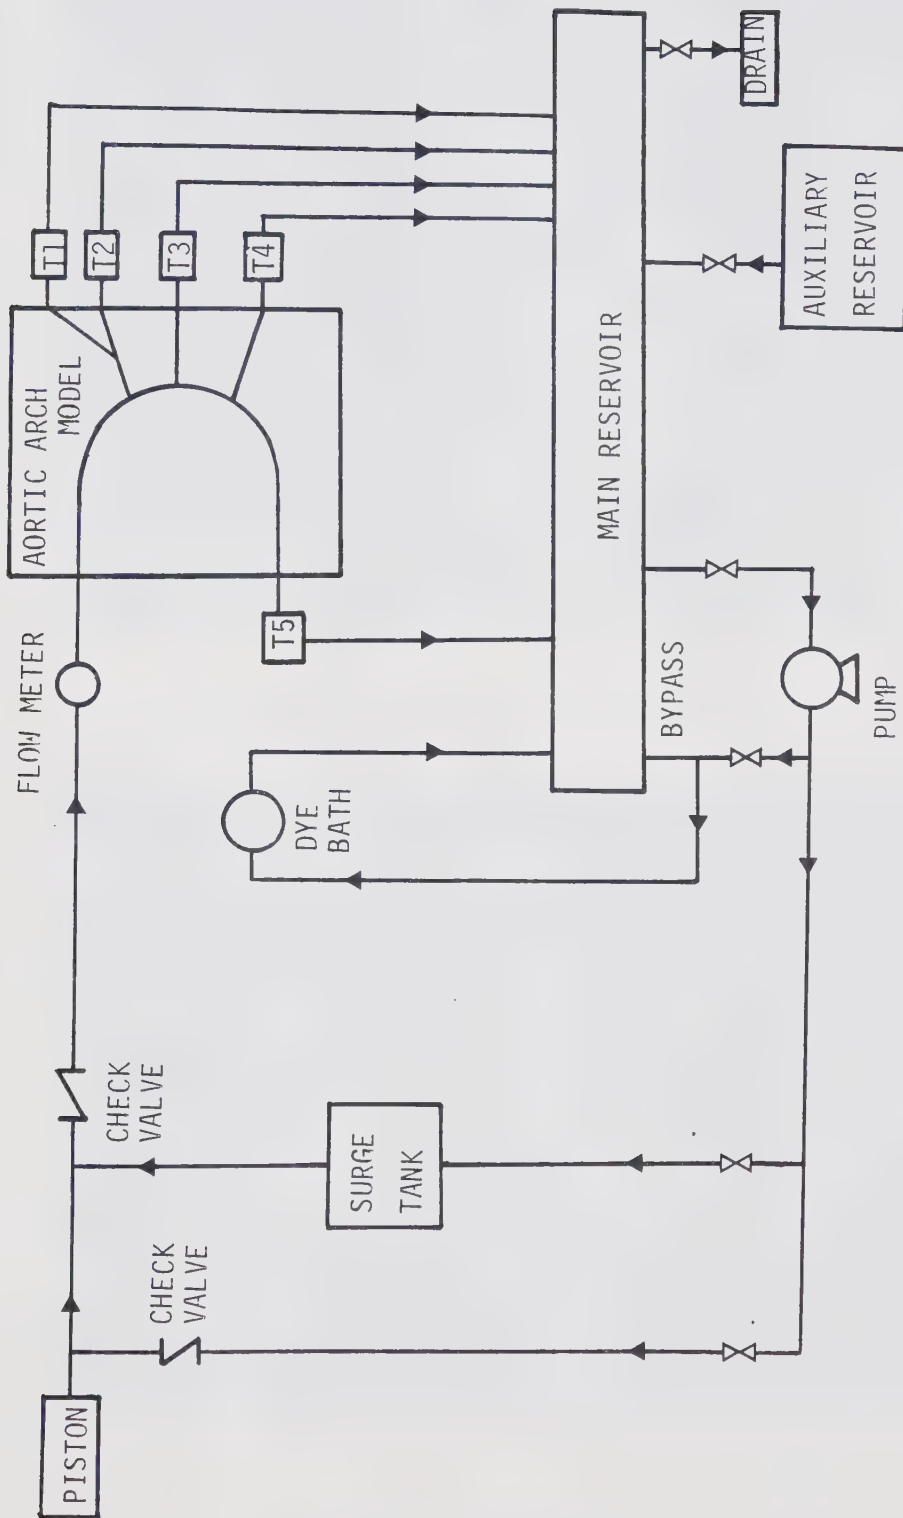 PISTON
CHECK
VALVE
SURGE
TANK
CHECK
VALVE
FLOW METER
AORTIC ARCH
MODEL
T1
T2
T3
T4
T5
DYE
BATH
MAIN RESERVOIR
BYPASS
PUMP
AUXILIARY
RESERVOIR
DRAIN